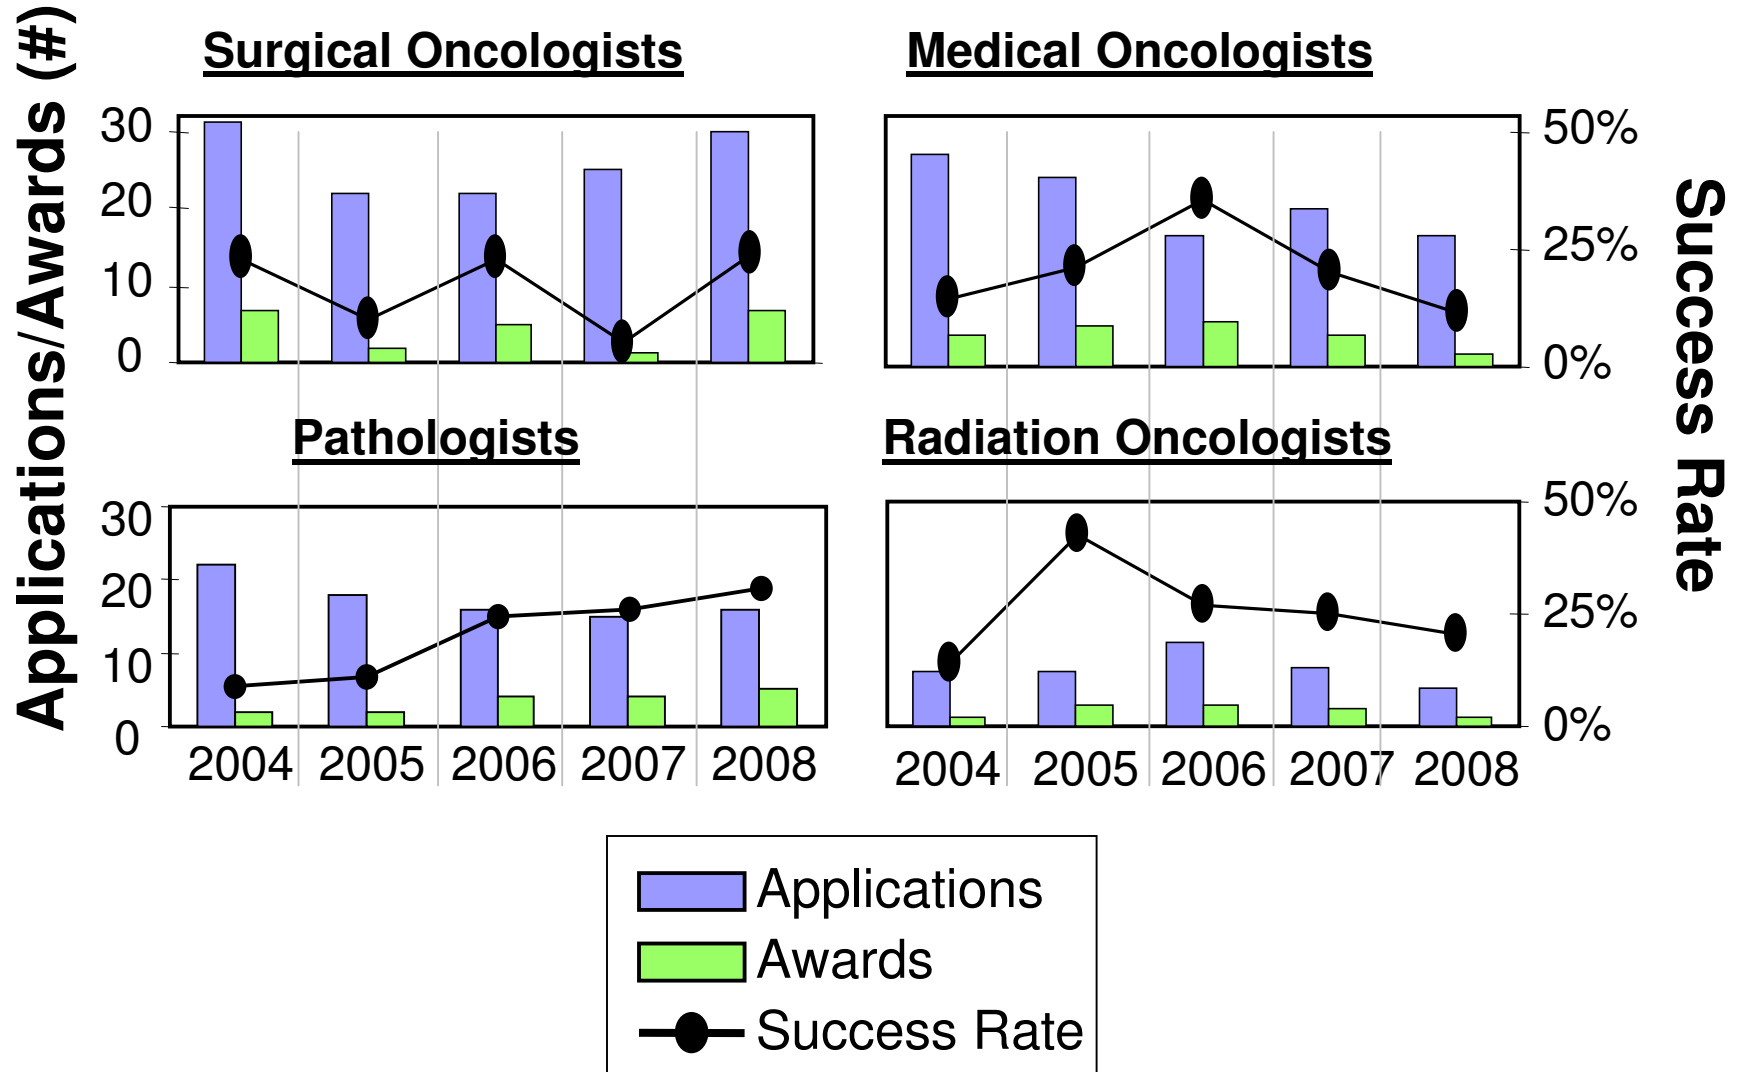 Applications/Awards (#)
Surgical Oncologists
30
20
10
0
Medical Oncologists
50%
25%
0%
Success Rate
Pathologists
30
20
10
0
2004 2005 2006 2007 2008
Radiation Oncologists
50%
25%
0%
2004 2005 2006 2007 2008
Applications
Awards
Success Rate